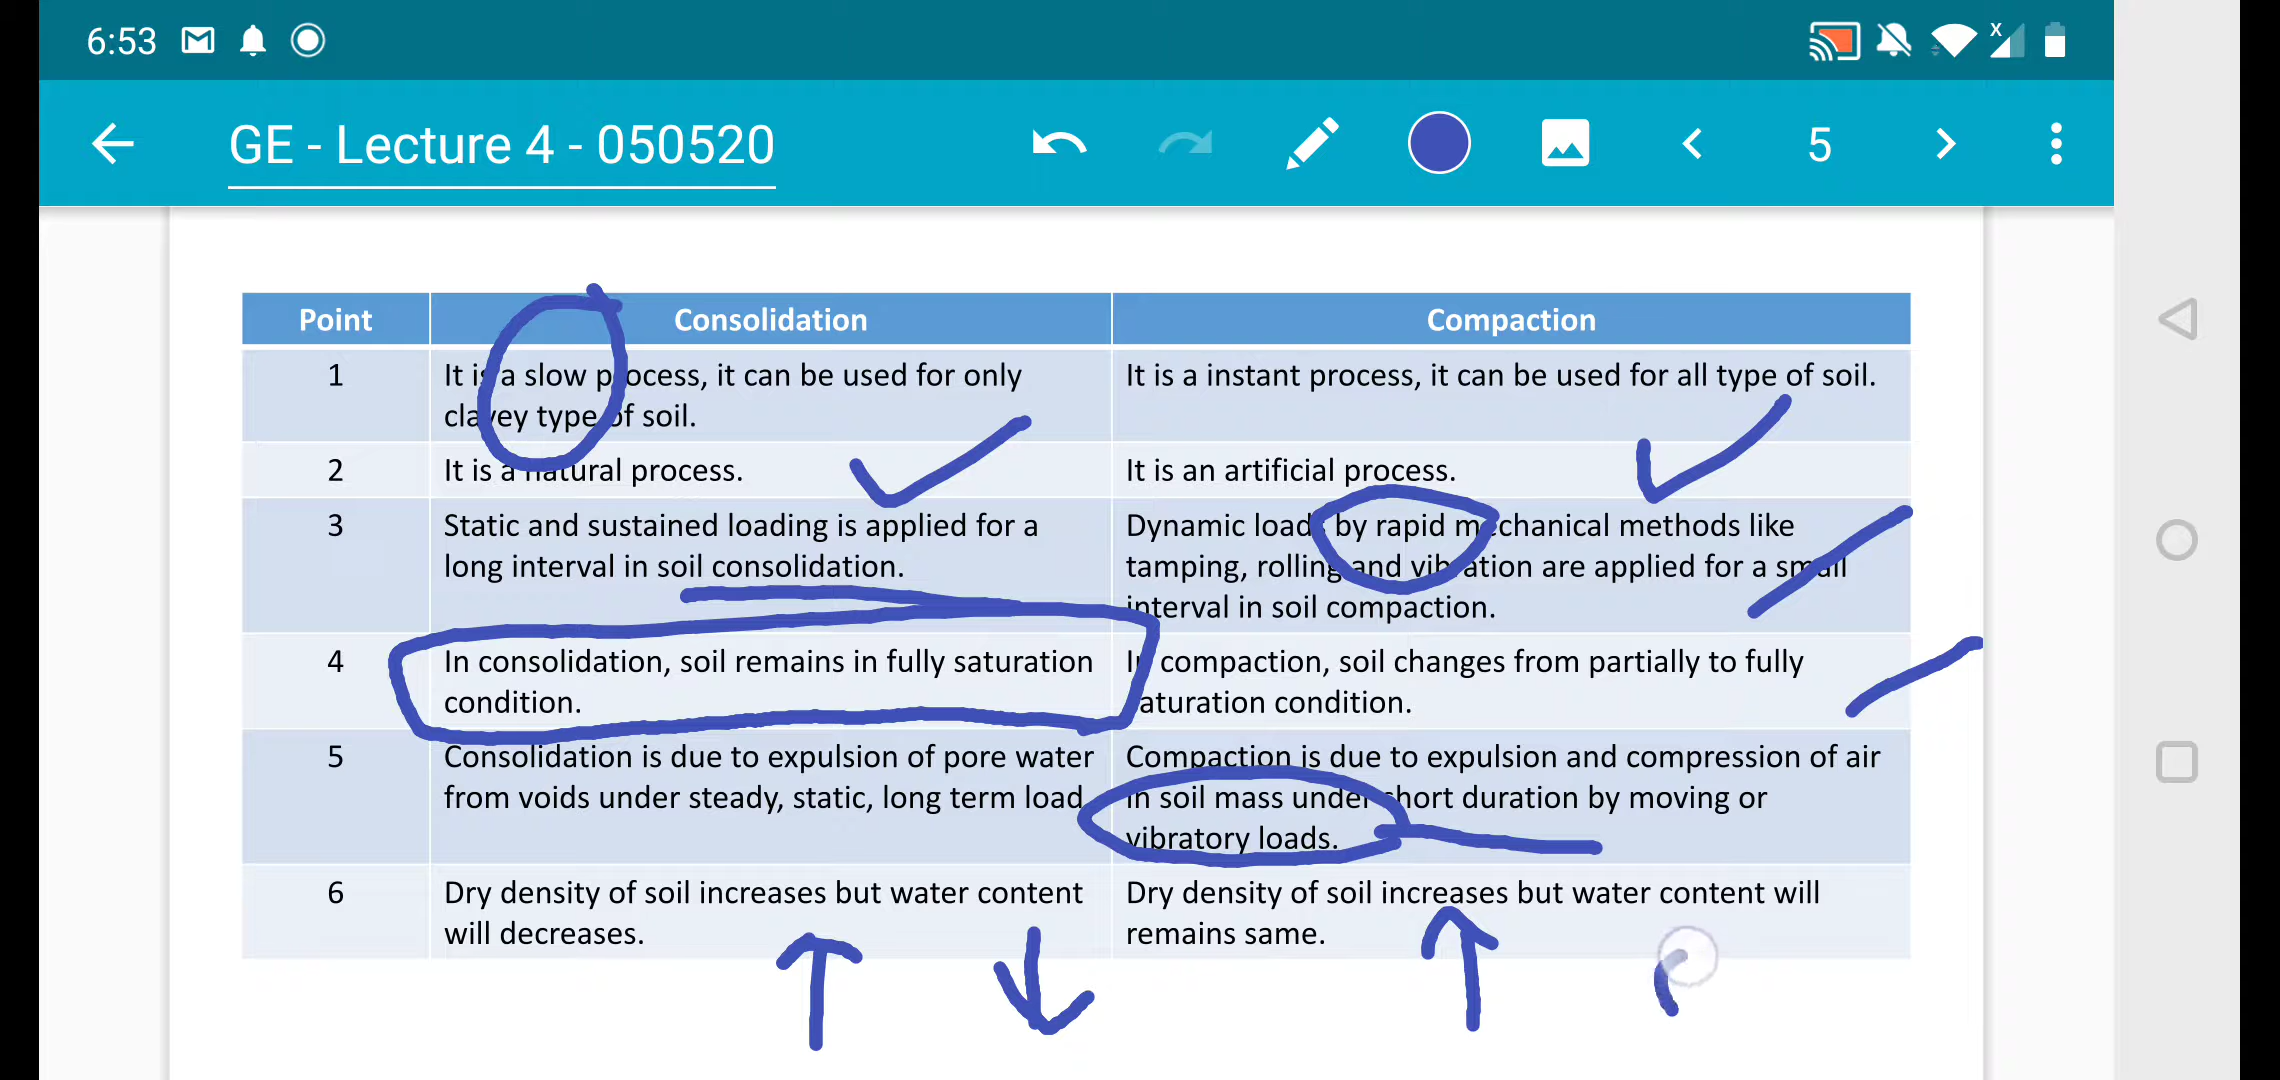 6:53
GE - Lecture 4 - 050520
5
Point Consolidation Compaction
1 It is a slow process, it can be used for only It is a instant process, it can be used for all type of soil.
clayey type of soil.
2 It is a natural process. It is an artificial process.
3 Static and sustained loading is applied for a Dynamic loads by rapid mechanical methods like
long interval in soil consolidation. tamping, rolling and vibration are applied for a small
interval in soil compaction.
4 In consolidation, soil remains in fully saturation In compaction, soil changes from partially to fully
condition. saturation condition.
5 Consolidation is due to expulsion of pore water Compaction is due to expulsion and compression of air
from voids under steady, static, long term load in soil mass under short duration by moving or
vibratory loads.
6 Dry density of soil increases but water content Dry density of soil increases but water content will
will decreases. remains same.